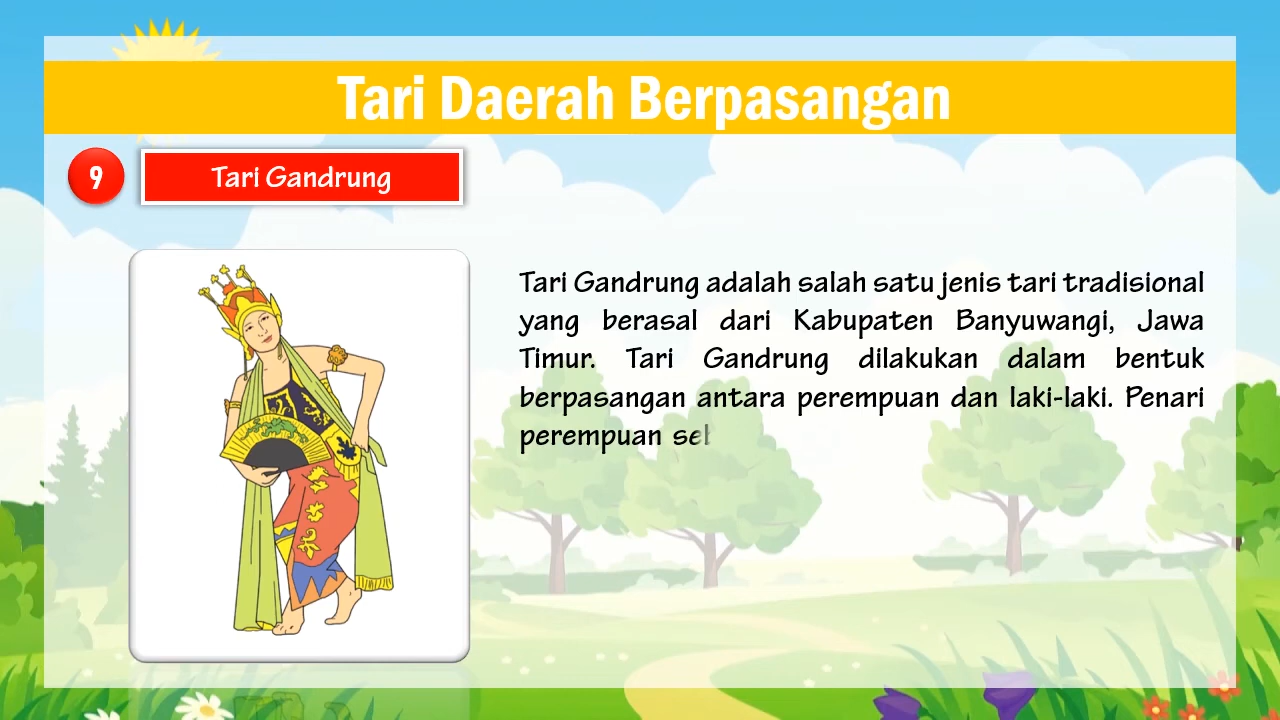 Tari Daerah Berpasangan
9
Tari Gandrung
Tari Gandrung adalah salah satu jenis tari tradisional
yang berasal dari Kabupaten Banyuwangi, Jawa
Timur. Tari Gandrung dilakukan dalam bentuk
berpasangan antara perempuan dan laki-laki. Penari
perempuan